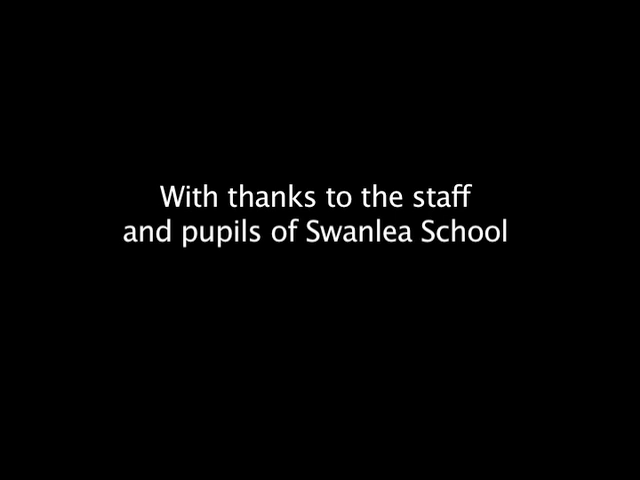 With thanks to the staff
and pupils of Swanlea School